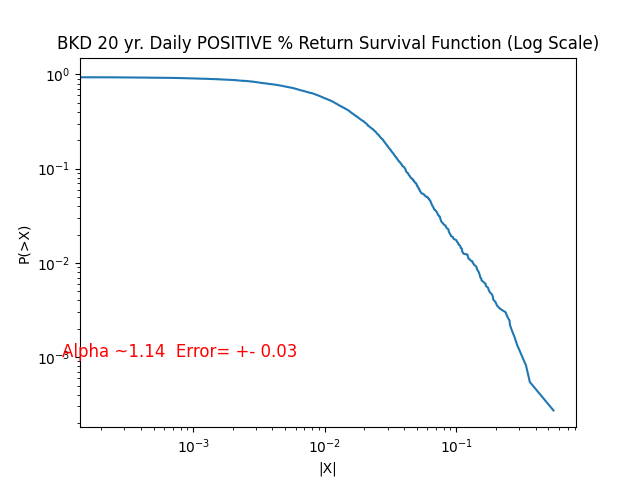 BKD 20 yr. Daily POSITIVE % Return Survival Function (Log Scale)
10⁰
10⁻¹
P(>X)
10⁻²
10⁻³
Alpha ~1.14 Error= +- 0.03
10⁻³ 10⁻² 10⁻¹
|X|